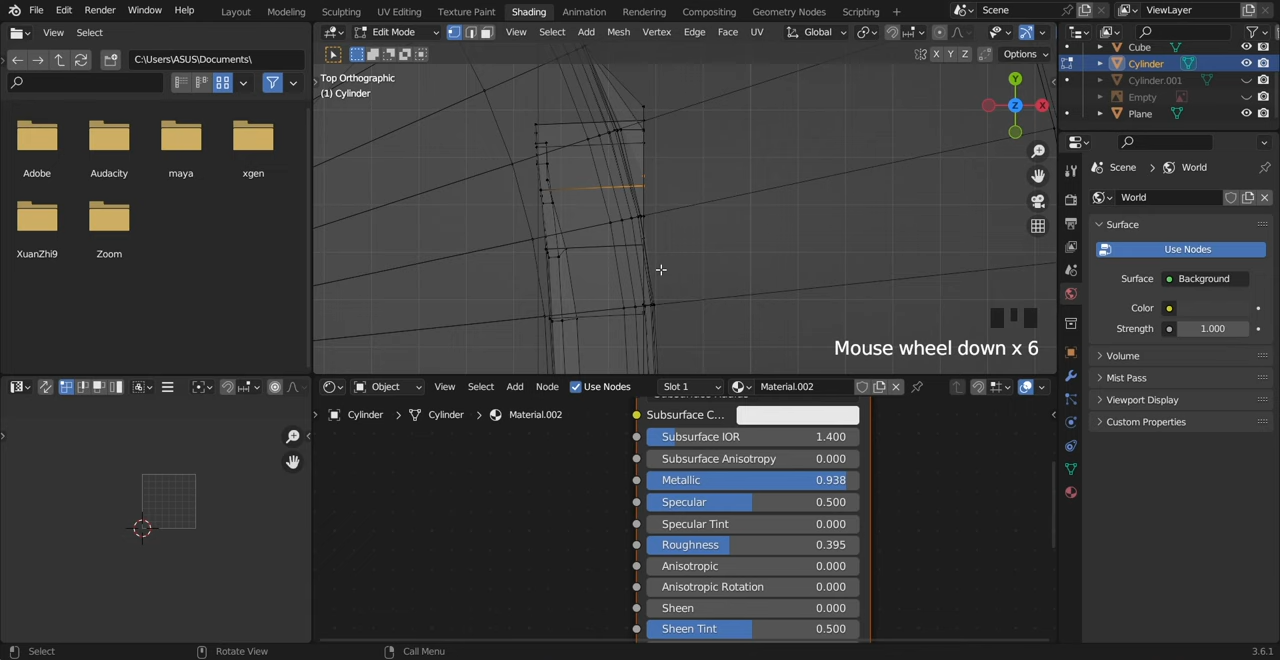 File Edit Render Window Help
Layout Modeling Sculpting UV Editing Texture Paint Shading Animation Rendering Compositing Geometry Nodes Scripting +
Scene
ViewLayer
View Select
C:\Users\ASUS\Documents\
Adobe Audacity maya xgen
XuanZhi9 Zoom
Edit Mode View Select Add Mesh Vertex Edge Face UV Global
X Y Z Options
Top Orthographic
(1) Cylinder
Y
Z X
Mouse wheel down x 6
Cube
Cylinder
Cylinder.001
Empty
Plane
Scene > World
World
Surface
Use Nodes
Surface Background
Color
Strength 1.000
Volume
Mist Pass
Viewport Display
Custom Properties
Object View Select Add Node Use Nodes Slot 1 Material.002
Cylinder > Cylinder > Material.002
Subsurface C...
Subsurface IOR 1.400
Subsurface Anisotropy 0.000
Metallic 0.938
Specular 0.500
Specular Tint 0.000
Roughness 0.395
Anisotropic 0.000
Anisotropic Rotation 0.000
Sheen 0.000
Sheen Tint 0.500
Select Rotate View Call Menu 3.6.1